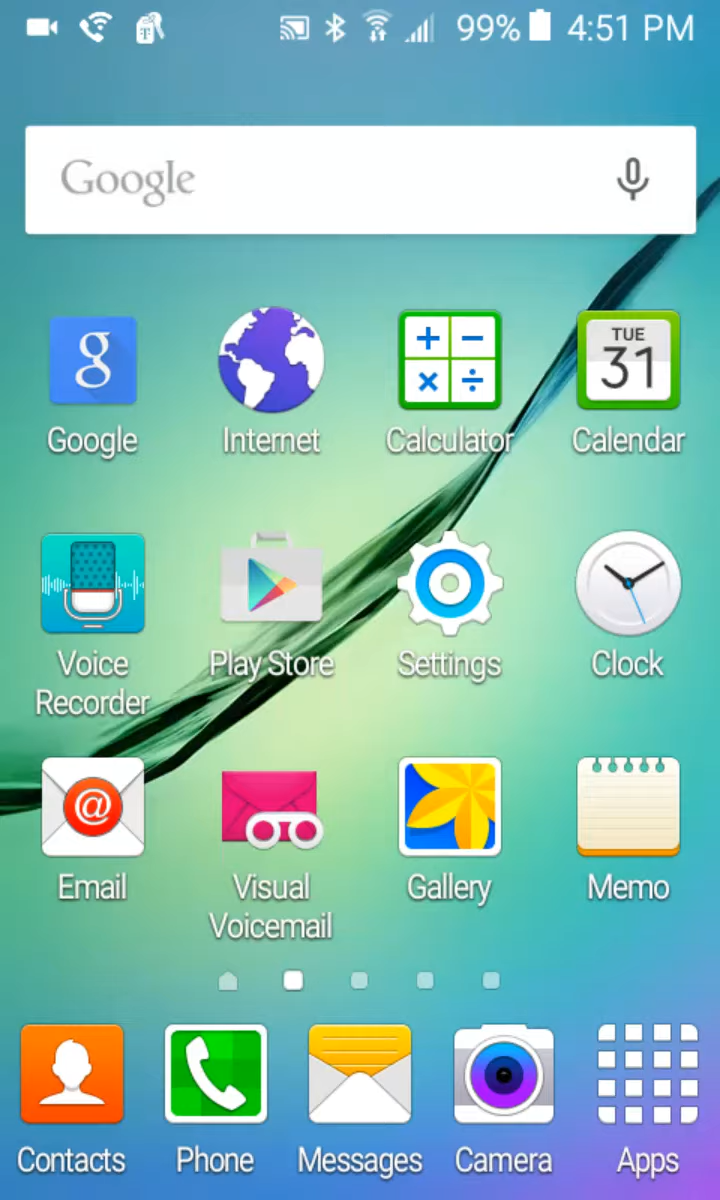 99% 4:51 PM
Google
g
+ −
× ÷
TUE
31
Google Internet Calculator Calendar
Voice Recorder Play Store Settings Clock
@
Email Visual Voicemail Gallery Memo
Contacts Phone Messages Camera Apps